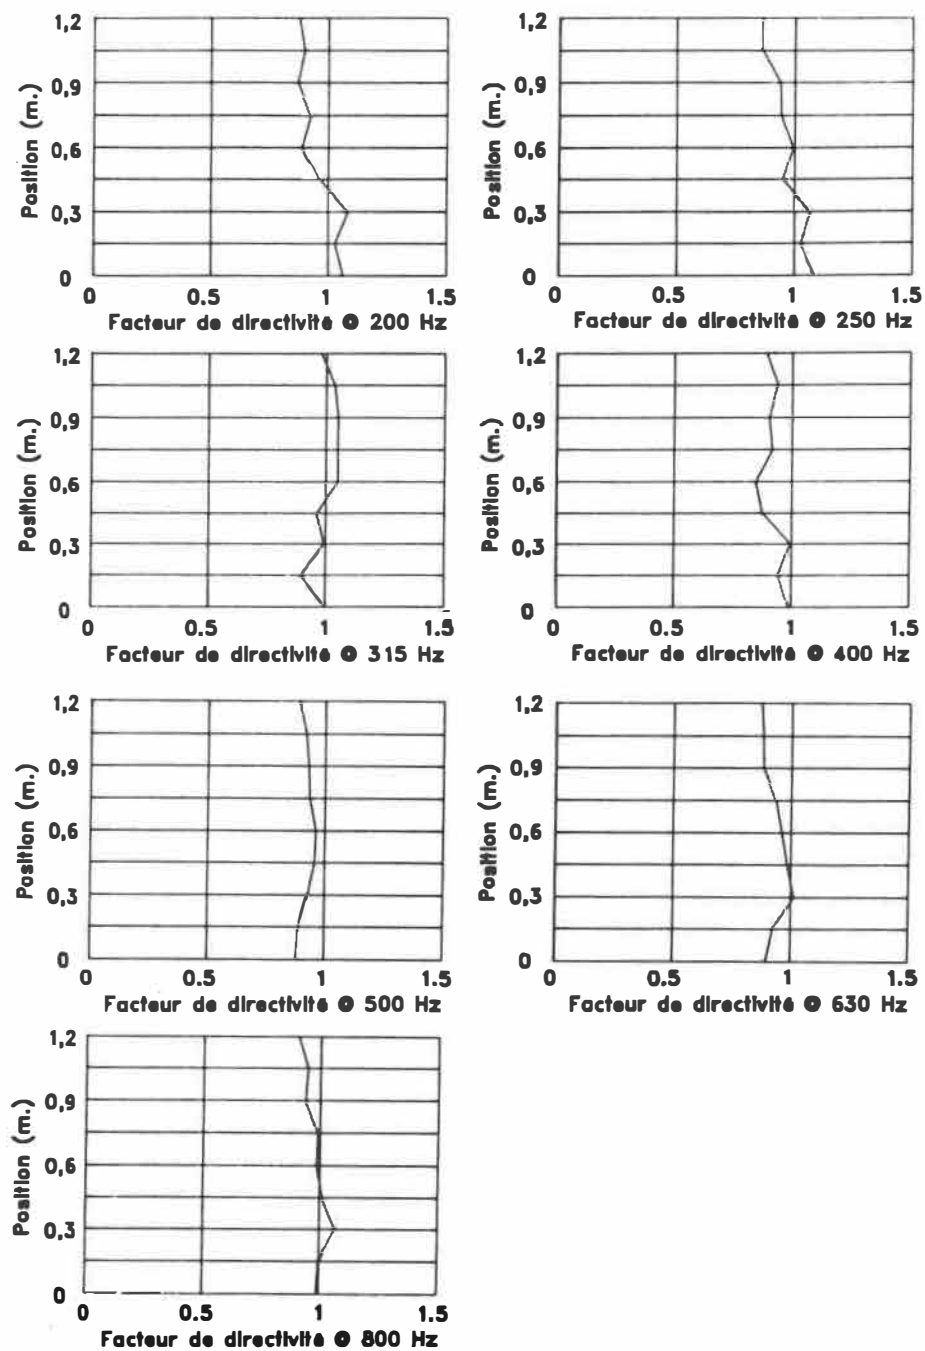 1,2
0,9
0,6
0,3
0
Position (m.)
0 0.5 1 1.5
Facteur de directivité @ 200 Hz
1,2
0,9
0,6
0,3
0
Position (m.)
0 0.5 1 1.5
Facteur de directivité @ 250 Hz
1,2
0,9
0,6
0,3
0
Position (m.)
0 0.5 1 1.5
Facteur de directivité @ 315 Hz
1,2
0,9
0,6
0,3
0
Position (m.)
0 0.5 1 1.5
Facteur de directivité @ 400 Hz
1,2
0,9
0,6
0,3
0
Position (m.)
0 0.5 1 1.5
Facteur de directivité @ 500 Hz
1,2
0,9
0,6
0,3
0
Position (m.)
0 0.5 1 1.5
Facteur de directivité @ 630 Hz
1,2
0,9
0,6
0,3
0
Position (m.)
0 0.5 1 1.5
Facteur de directivité @ 800 Hz